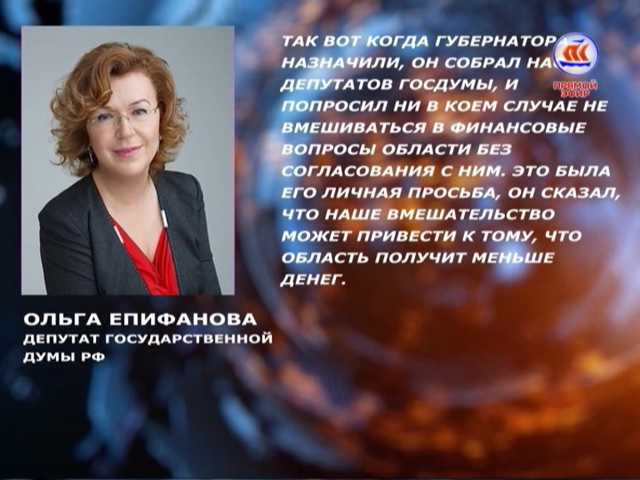 ТАК ВОТ КОГДА ГУБЕРНАТОРА
НАЗНАЧИЛИ, ОН СОБРАЛ НАС
ДЕПУТАТОВ ГОСДУМЫ, И
ПОПРОСИЛ НИ В КОЕМ СЛУЧАЕ НЕ
ВМЕШИВАТЬСЯ В ФИНАНСОВЫЕ
ВОПРОСЫ ОБЛАСТИ БЕЗ
СОГЛАСОВАНИЯ С НИМ. ЭТО БЫЛА
ЕГО ЛИЧНАЯ ПРОСЬБА, ОН СКАЗАЛ,
ЧТО НАШЕ ВМЕШАТЕЛЬСТВО
МОЖЕТ ПРИВЕСТИ К ТОМУ, ЧТО
ОБЛАСТЬ ПОЛУЧИТ МЕНЬШЕ
ДЕНЕГ.
ПРЯМОЙ
ЭФИР
ОЛЬГА ЕПИФАНОВА
ДЕПУТАТ ГОСУДАРСТВЕННОЙ
ДУМЫ РФ